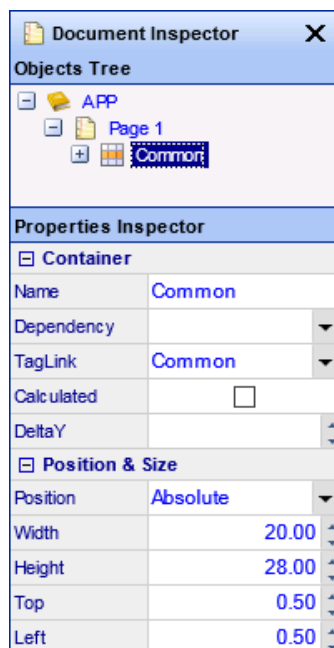 Document Inspector
Objects Tree
APP
Page 1
Common
Properties Inspector
Container
Name Common
Dependency
TagLink Common
Calculated
DeltaY
Position & Size
Position Absolute
Width 20.00
Height 28.00
Top 0.50
Left 0.50